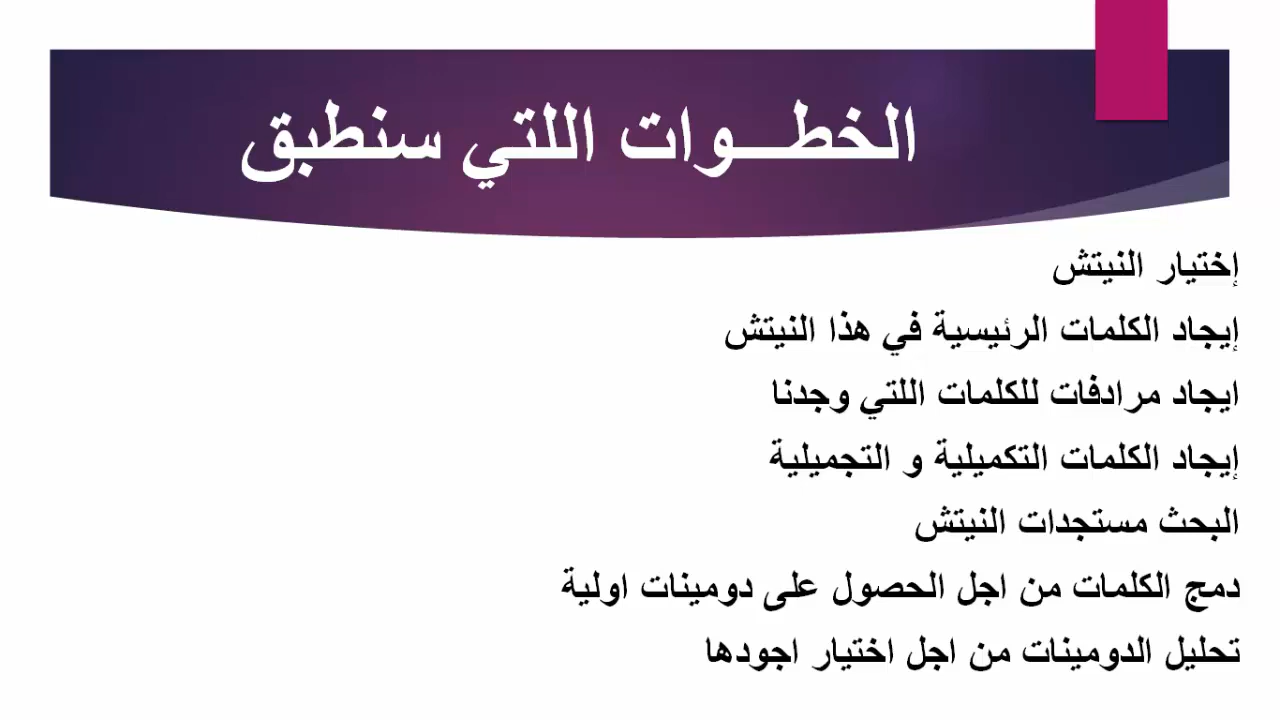 الخطـــوات اللتي سنطبق
إختيار النيتش
إيجاد الكلمات الرئيسية في هذا النيتش
ايجاد مرادفات للكلمات اللتي وجدنا
إيجاد الكلمات التكميلية و التجميلية
البحث مستجدات النيتش
دمج الكلمات من اجل الحصول على دومينات اولية
تحليل الدومينات من اجل اختيار اجودها